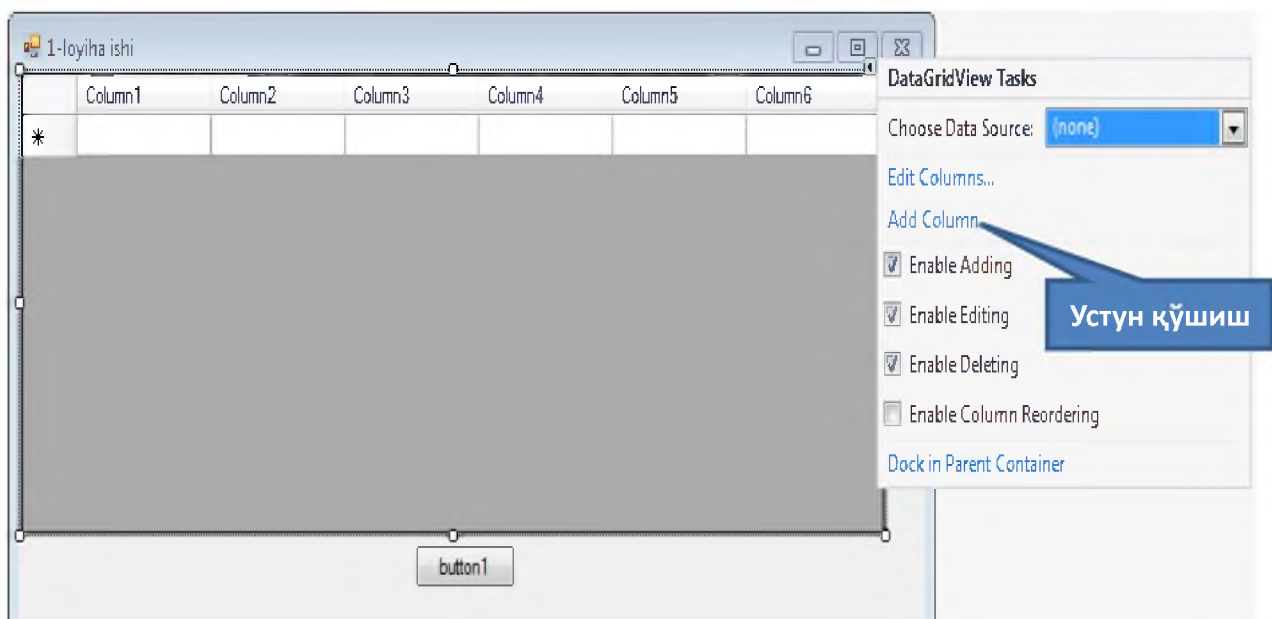 1-loyiha ishi
Column1 Column2 Column3 Column4 Column5 Column6
DataGridView Tasks
Choose Data Source: (none)
Edit Columns...
Add Column
Enable Adding
Enable Editing
Устун қўшиш
Enable Deleting
Enable Column Reordering
Dock in Parent Container
button1